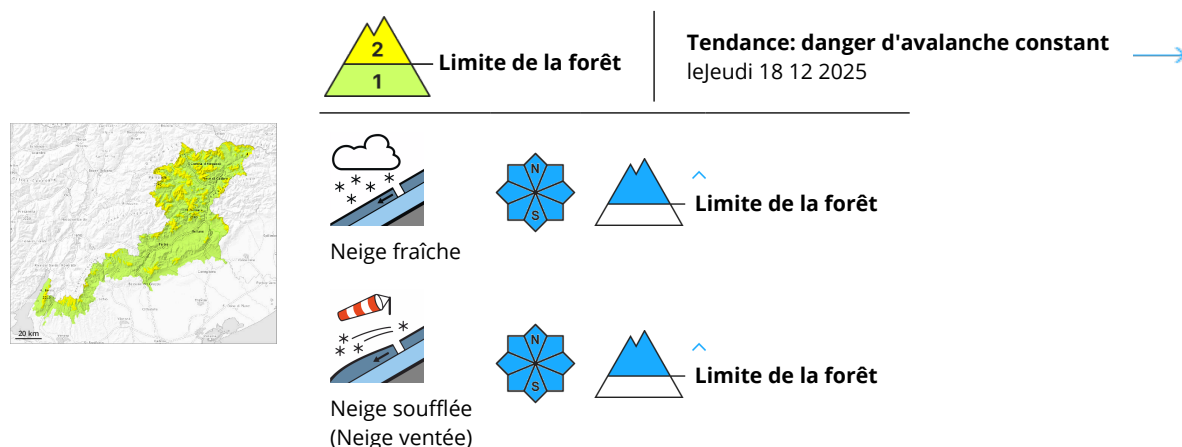 2
Limite de la forêt
1
Tendance: danger d'avalanche constant
leJeudi 18 12 2025
N
S
Limite de la forêt
Neige fraîche
20 km
N
S
Limite de la forêt
Neige soufflée
(Neige ventée)